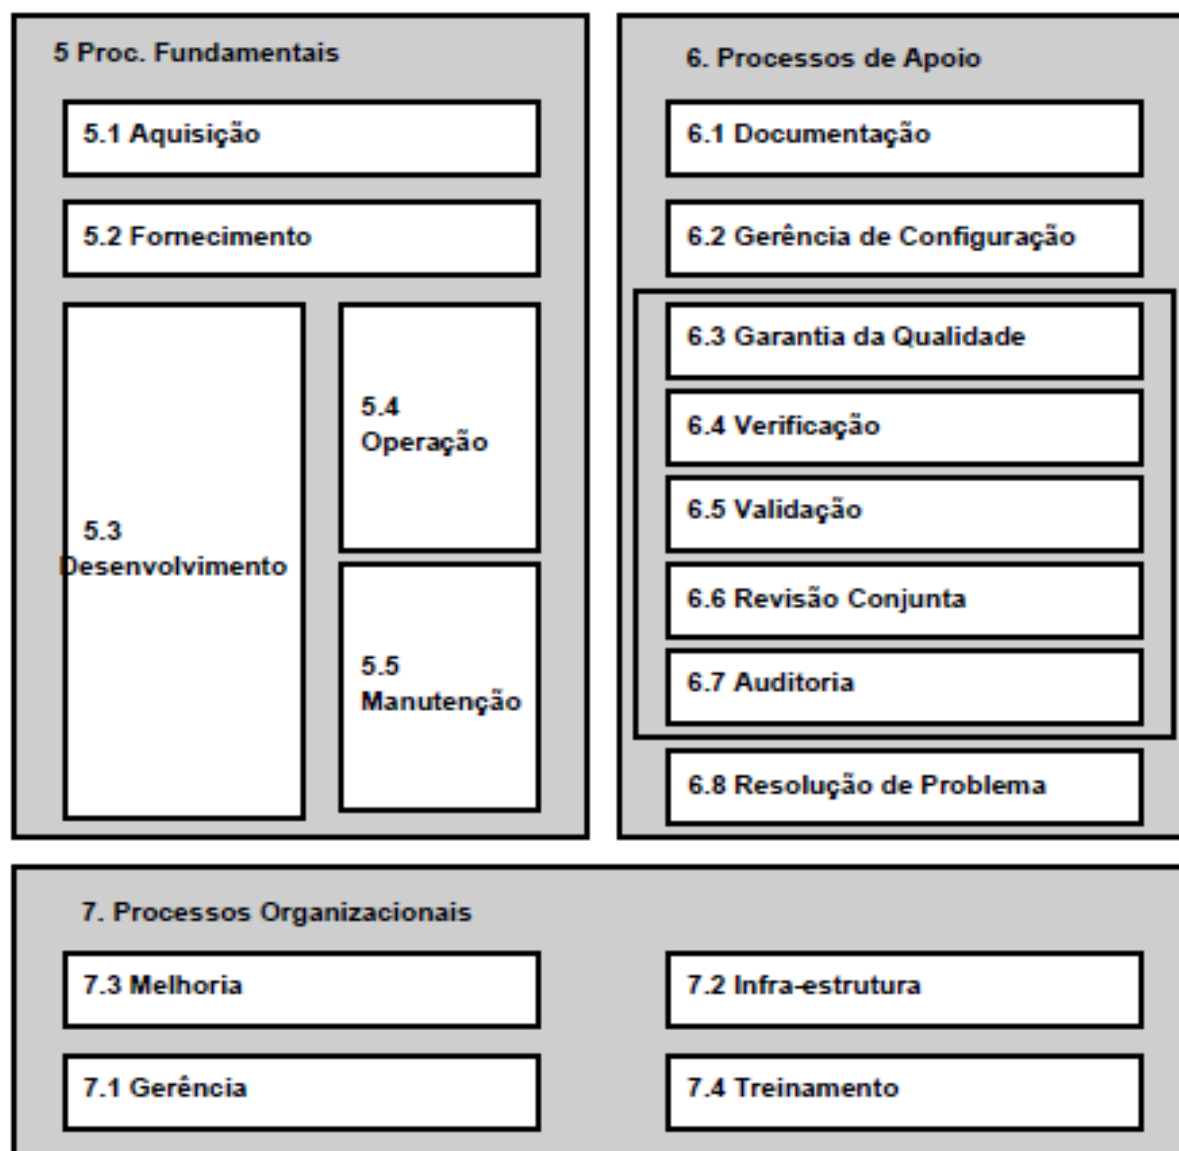 5 Proc. Fundamentais
5.1 Aquisição
5.2 Fornecimento
5.3
Desenvolvimento
5.4
Operação
5.5
Manutenção
6. Processos de Apoio
6.1 Documentação
6.2 Gerência de Configuração
6.3 Garantia da Qualidade
6.4 Verificação
6.5 Validação
6.6 Revisão Conjunta
6.7 Auditoria
6.8 Resolução de Problema
7. Processos Organizacionais
7.3 Melhoria
7.2 Infra-estrutura
7.1 Gerência
7.4 Treinamento